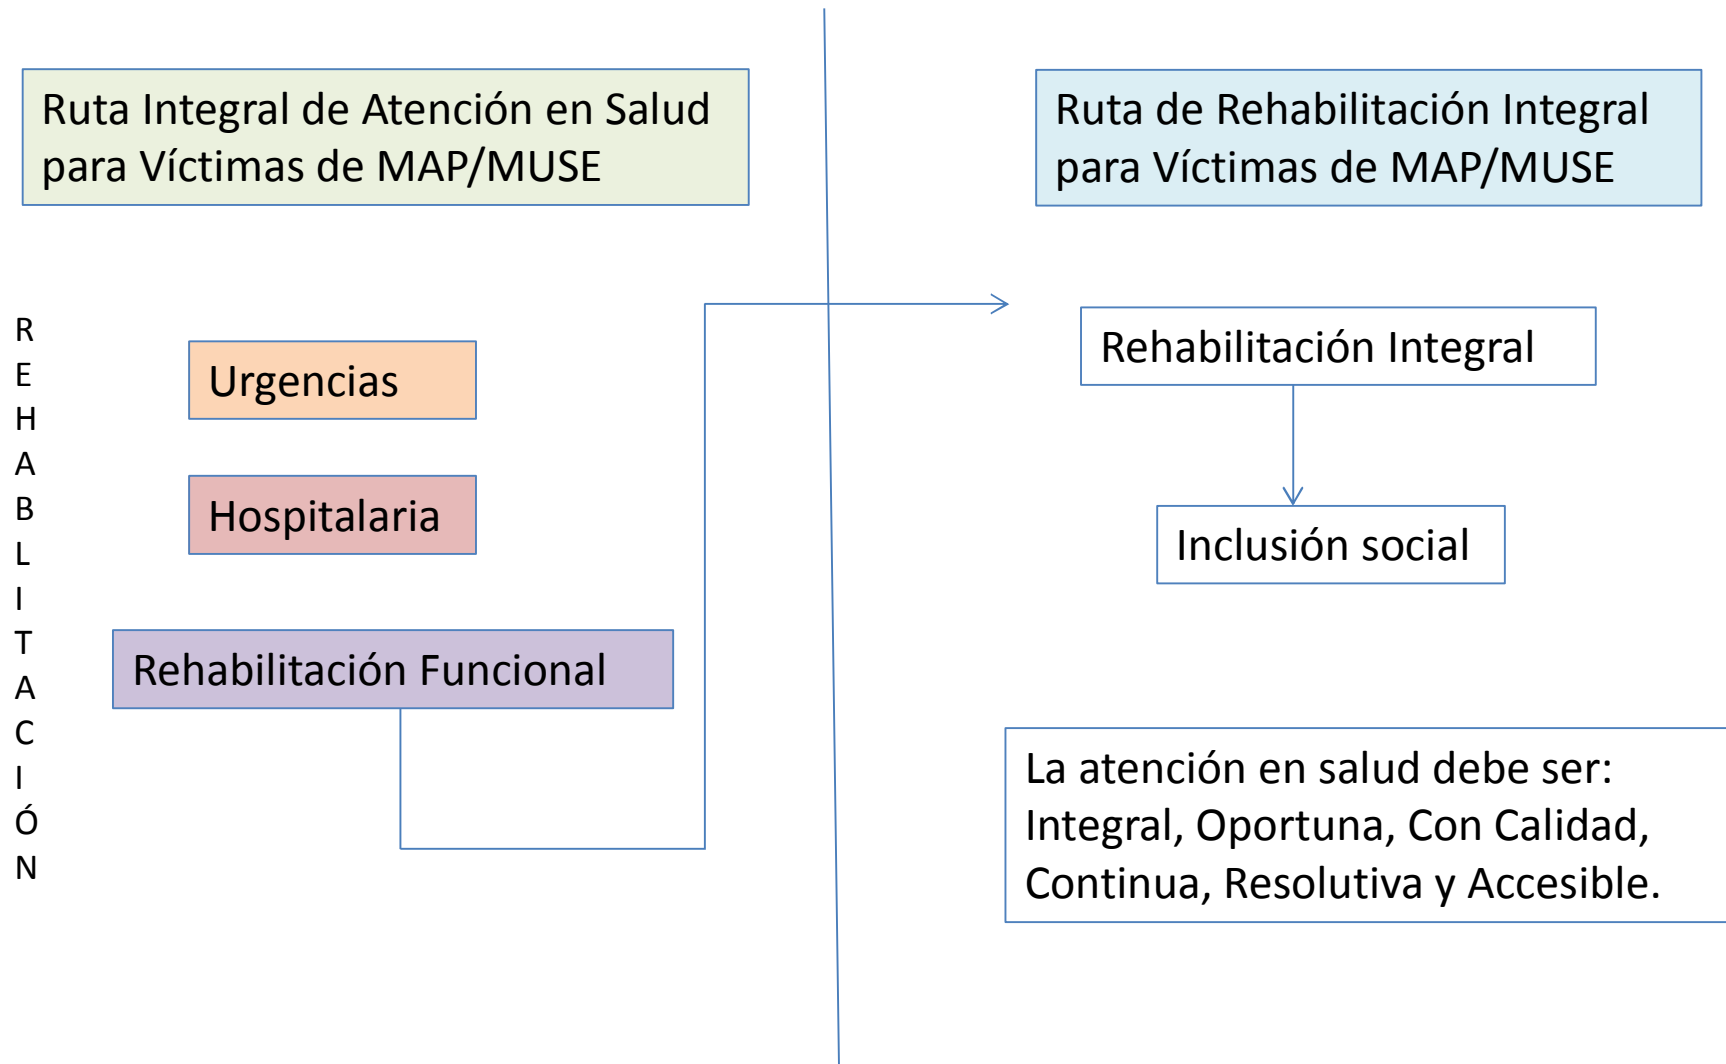 Ruta Integral de Atención en Salud
para Víctimas de MAP/MUSE
R
E
H
A
B
L
I
T
A
C
I
Ó
N
Urgencias
Hospitalaria
Rehabilitación Funcional
Ruta de Rehabilitación Integral
para Víctimas de MAP/MUSE
Rehabilitación Integral
Inclusión social
La atención en salud debe ser:
Integral, Oportuna, Con Calidad,
Continua, Resolutiva y Accesible.